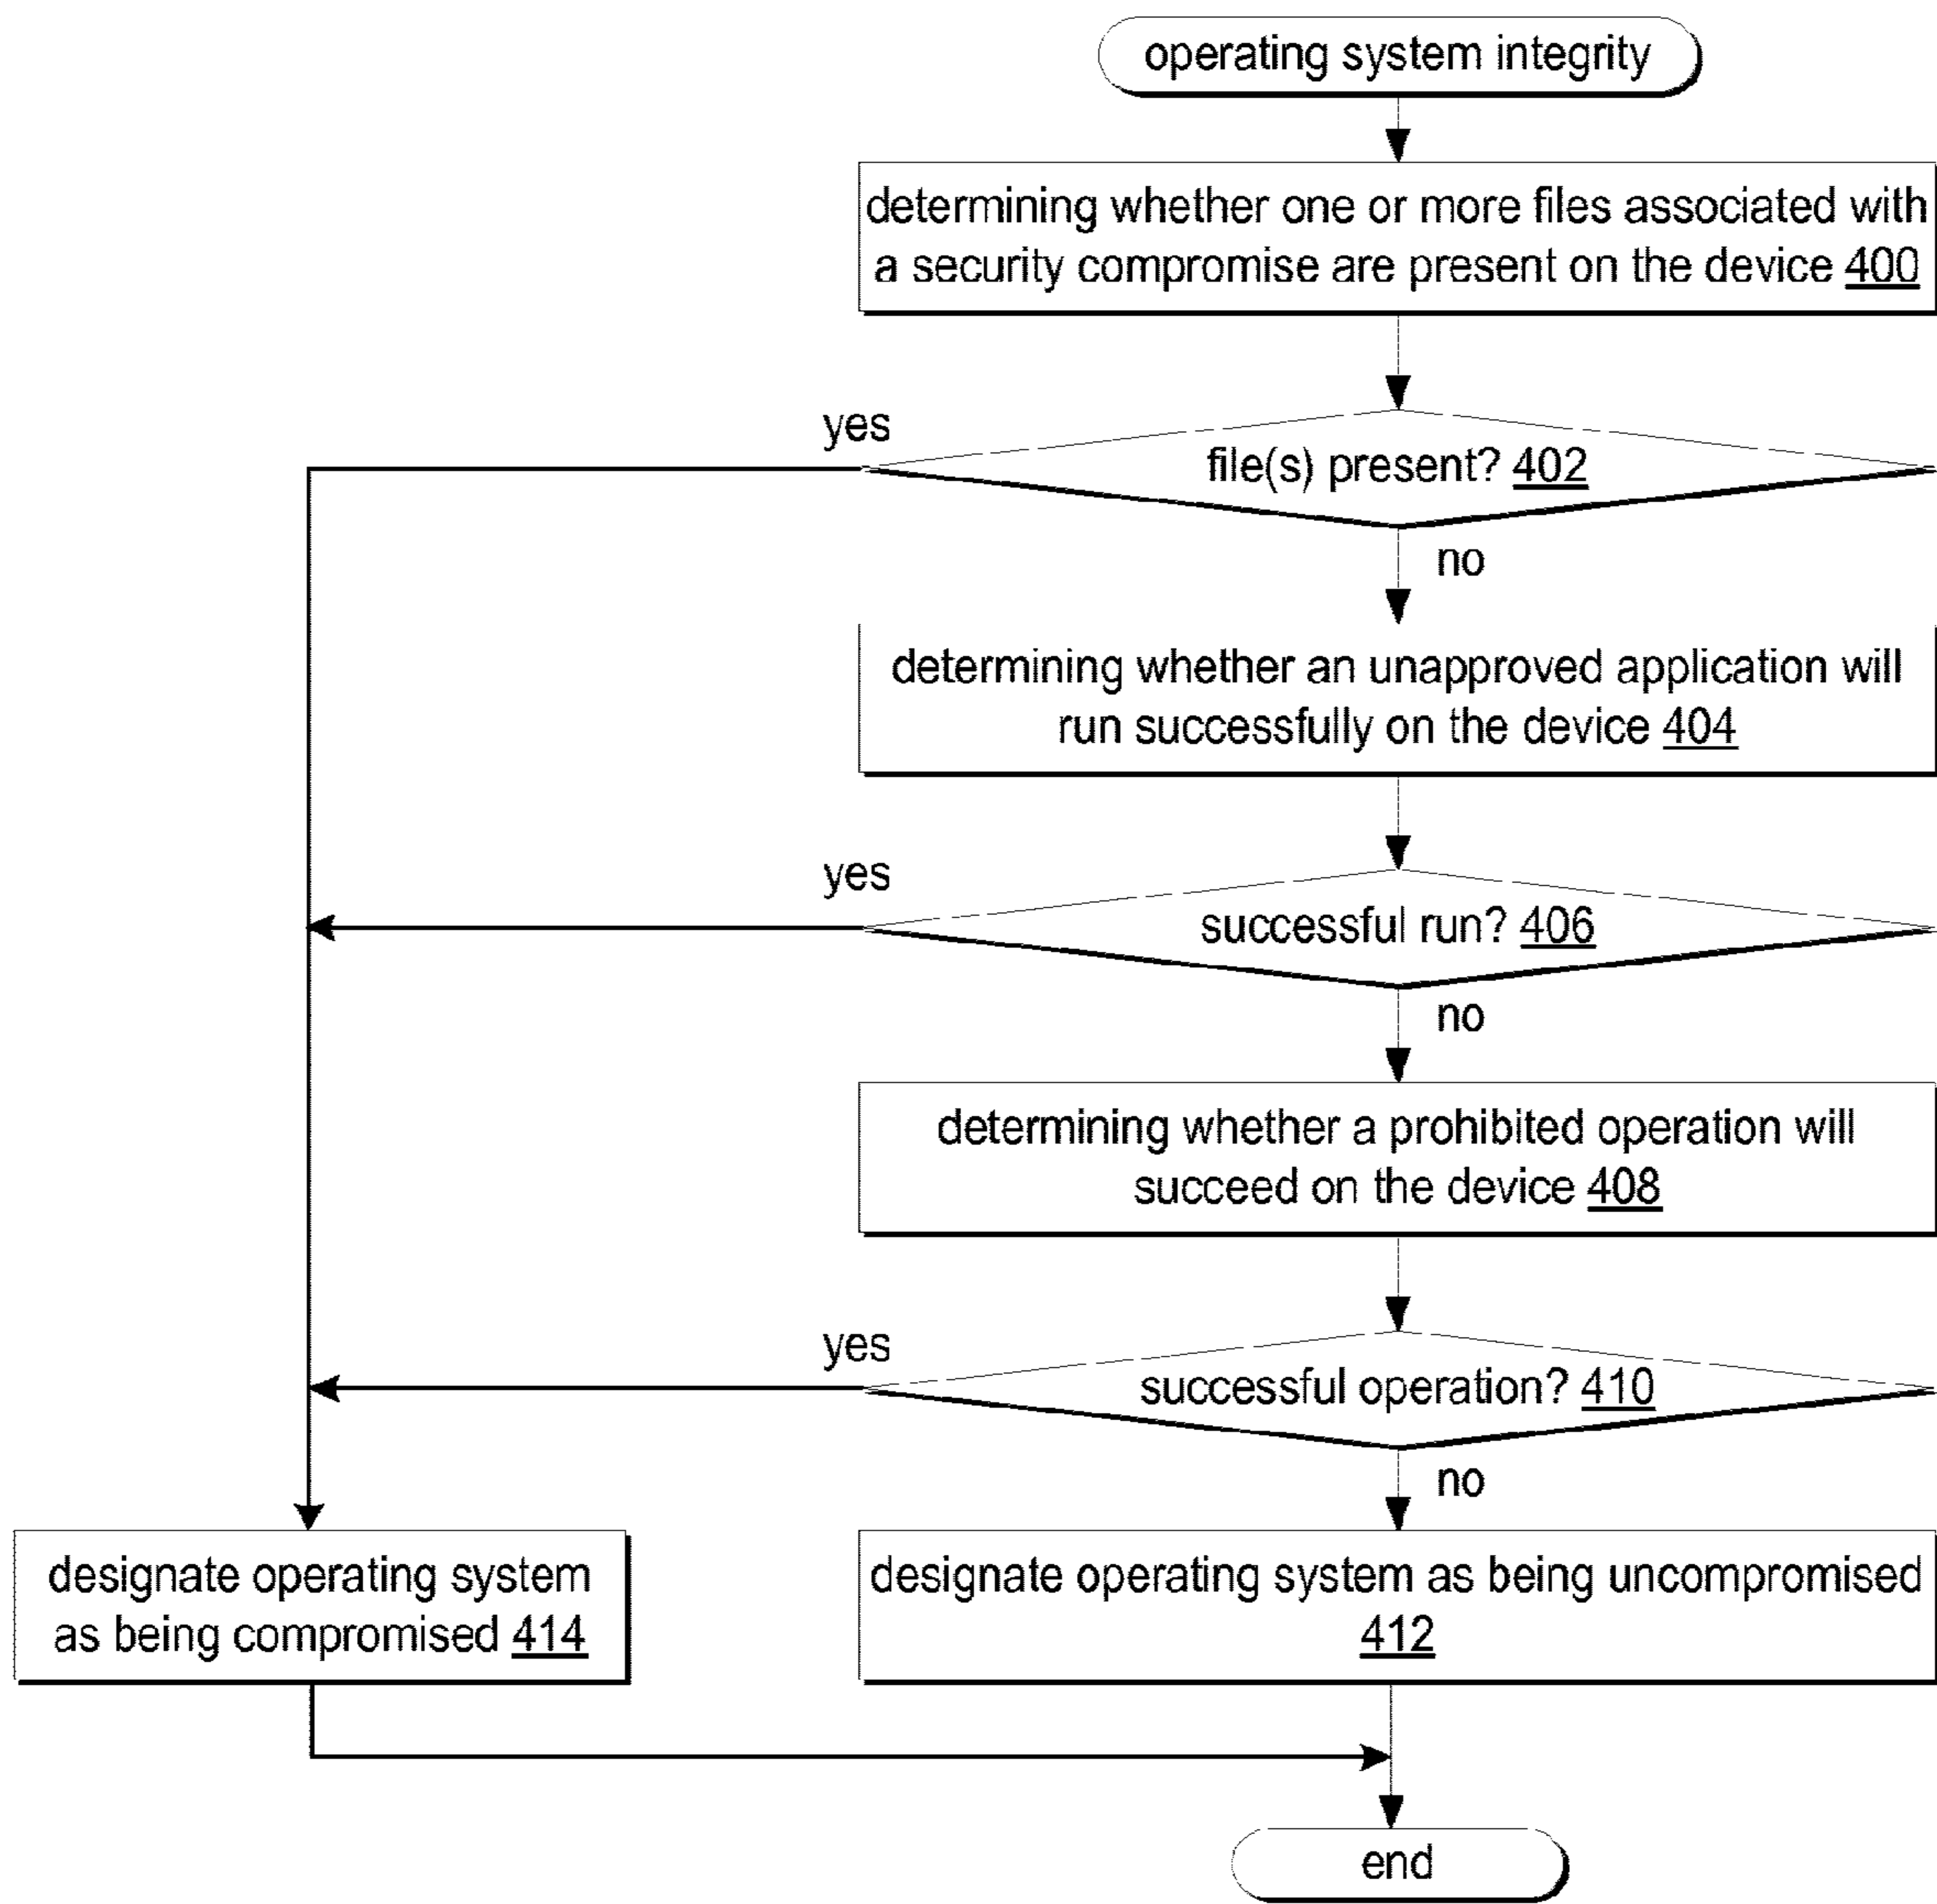 operating system integrity
determining whether one or more files associated with
a security compromise are present on the device 400
yes
file(s) present? 402
no
determining whether an unapproved application will
run successfully on the device 404
yes
successful run? 406
no
determining whether a prohibited operation will
succeed on the device 408
yes
successful operation? 410
no
designate operating system
as being compromised 414
designate operating system as being uncompromised
412
end